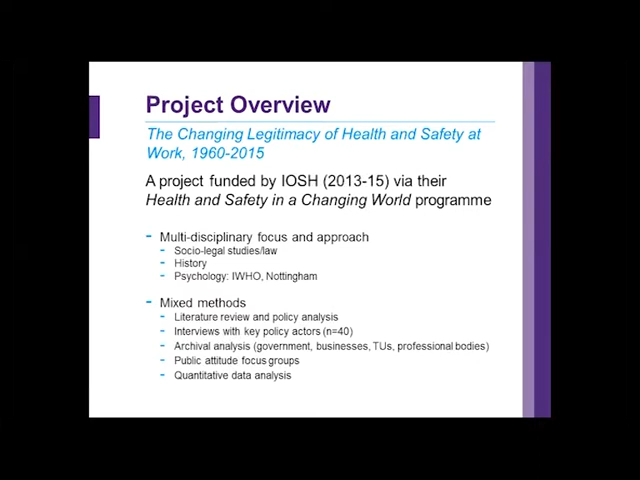 Project Overview
The Changing Legitimacy of Health and Safety at
Work, 1960-2015
A project funded by IOSH (2013-15) via their
Health and Safety in a Changing World programme
- Multi-disciplinary focus and approach
- Socio-legal studies/law
- History
- Psychology: IWHO, Nottingham
- Mixed methods
- Literature review and policy analysis
- Interviews with key policy actors (n=40)
- Archival analysis (government, businesses, TUs, professional bodies)
- Public attitude focus groups
- Quantitative data analysis